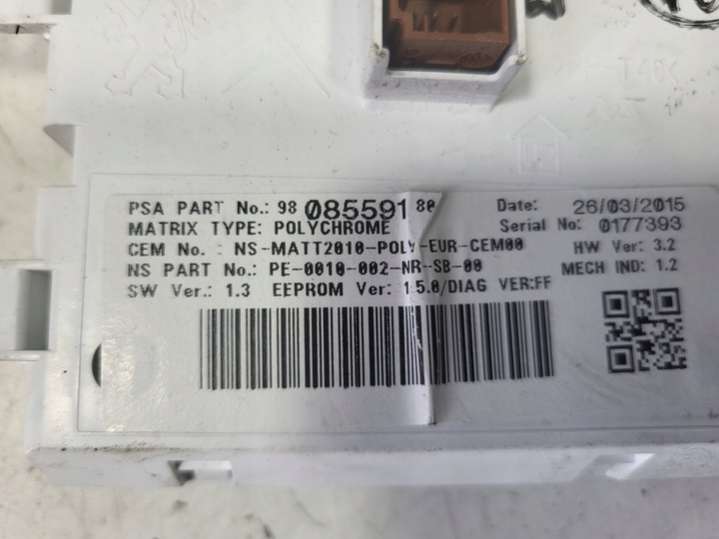 PSA PART No.: 98 085591 80 Date: 26/03/2015
MATRIX TYPE: POLYCHROME Serial No: 0177393
CEM No.: NS-MATT2010-POLY-EUR-CEM00 HW Ver: 3.2
NS PART No.: PE-0010-002-NR-SB-00 MECH IND: 1.2
SW Ver.: 1.3 EEPROM Ver: 15.0/DIAG VER:FF